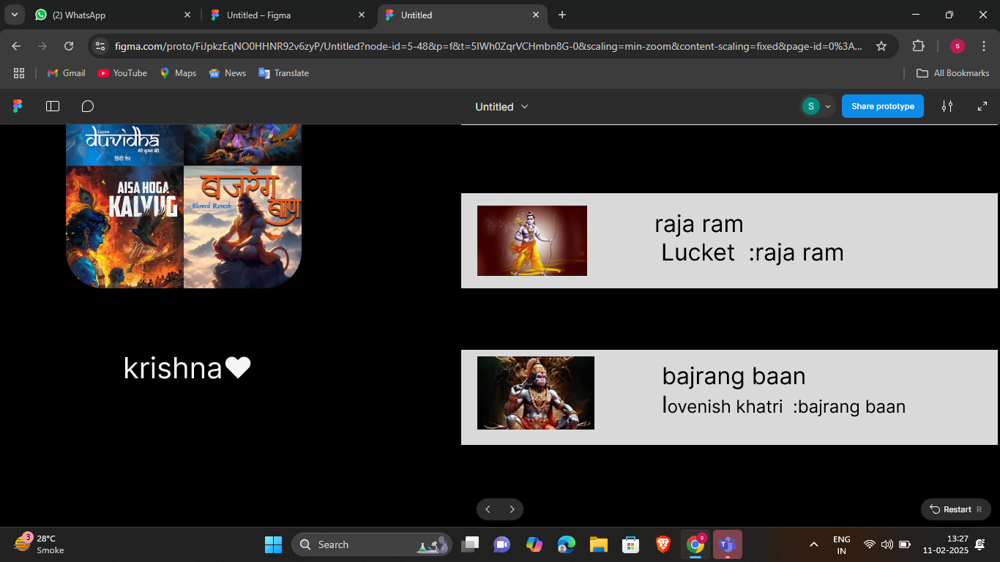 (2) WhatsApp
Untitled – Figma
Untitled
figma.com/proto/FiJpkzEqNO0HHNR92v6zyP/Untitled?node-id=5-48&p=f&t=5IWh0ZqrVCHmbn8G-0&scaling=min-zoom&content-scaling=fixed&page-id=0%3A...
S
Gmail
YouTube
Maps
News
Translate
All Bookmarks
Untitled
S
Share prototype
Lucke
duvidha
मेरे कृष्ण की
हिंदी रैप
Lucke
AISA HOGA
KALYUG
Narci
बजरंग
बाण
Slowed Reverb
raja ram
Lucket :raja ram
krishna♥
bajrang baan
lovenish khatri :bajrang baan
Restart R
3
28°C
Smoke
Search
S
T
ENG
IN
13:27
11-02-2025